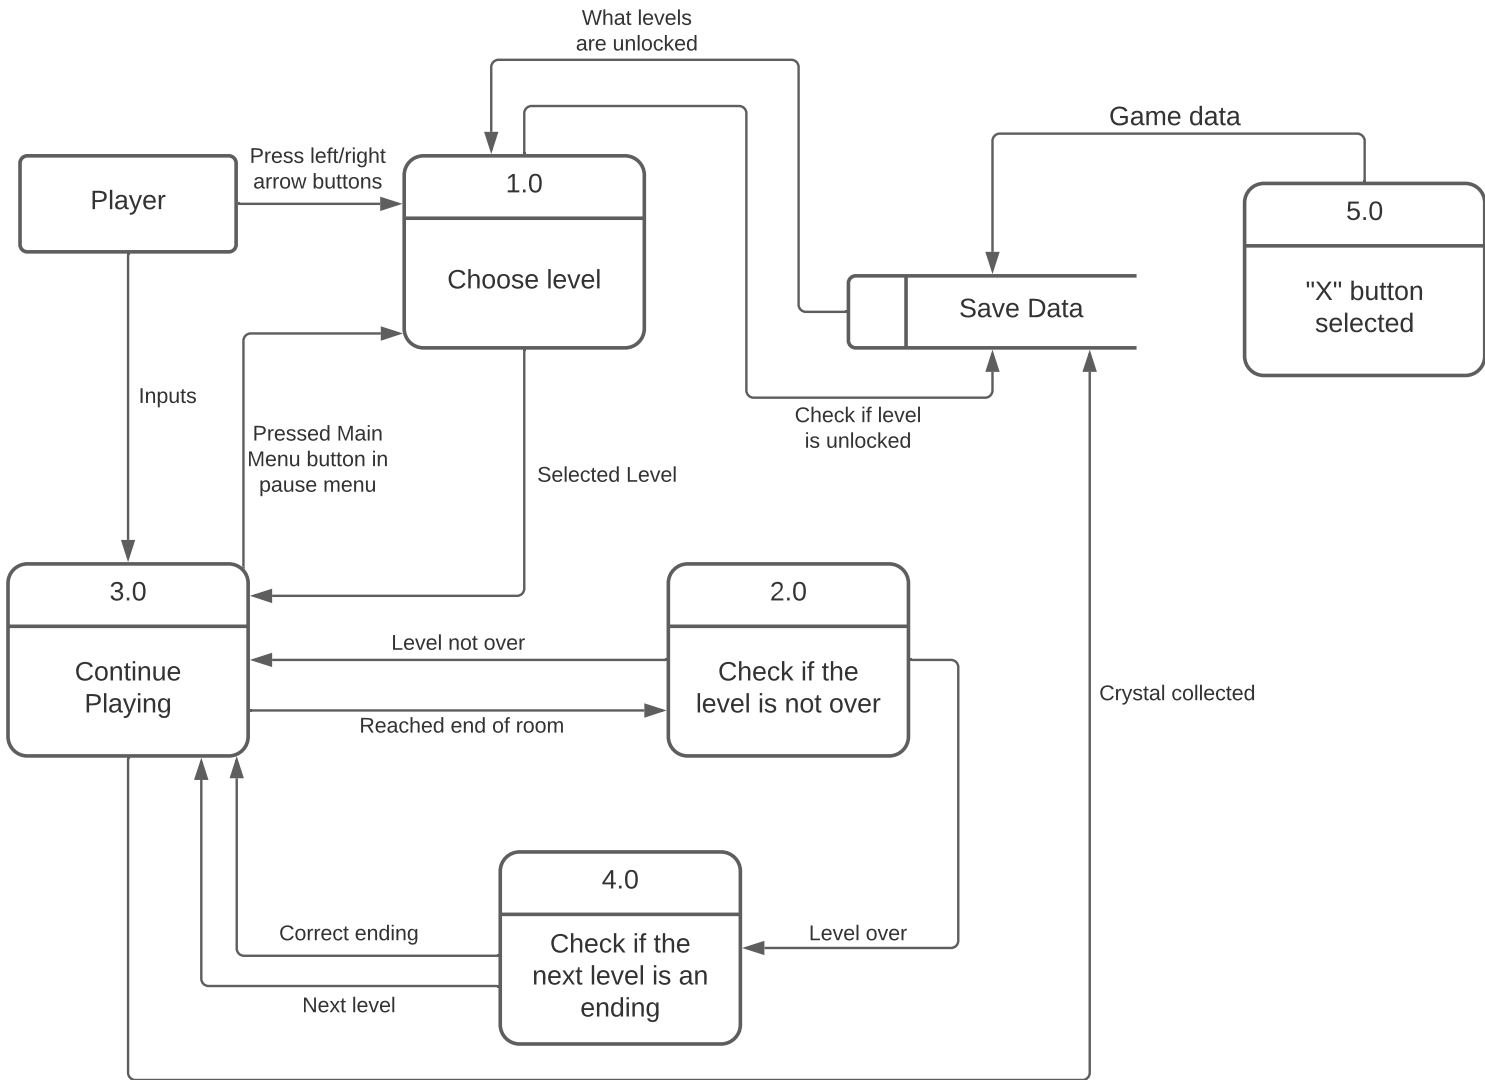 What levels
are unlocked
Game data
Press left/right
arrow buttons
Player
1.0
Choose level
5.0
"X" button
selected
Save Data
Inputs
Pressed Main
Menu button in
pause menu
Check if level
is unlocked
Selected Level
3.0
Continue
Playing
2.0
Check if the
level is not over
Level not over
Reached end of room
Crystal collected
4.0
Check if the
next level is an
ending
Correct ending
Level over
Next level